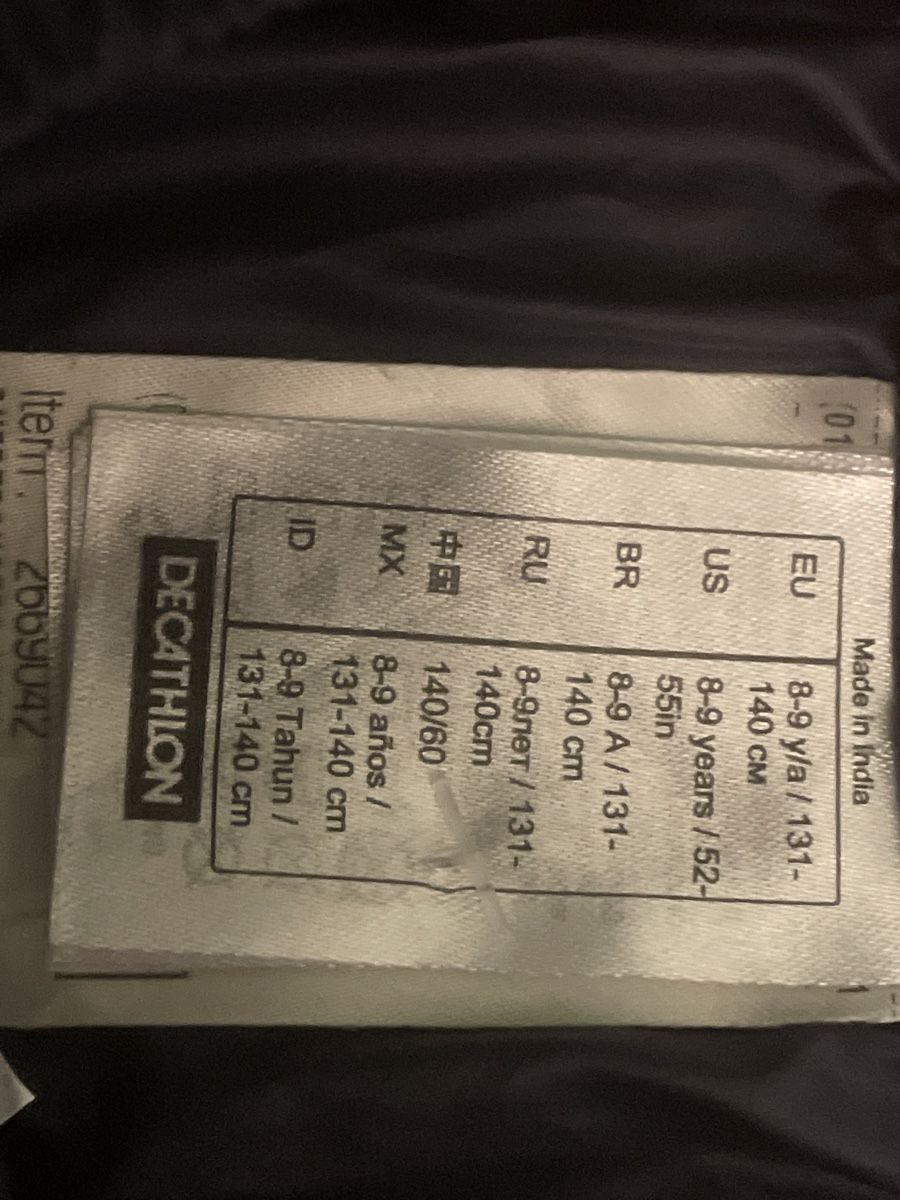 Made in India
EU 8-9 y/a / 131-
140 см
US 8-9 years / 52-
55in
BR 8-9 A / 131-
140 cm
RU 8-9лет / 131-
140cm
中国 140/60
MX 8-9 años /
131-140 cm
ID 8-9 Tahun /
131-140 cm
DECATHLON
(01
Item